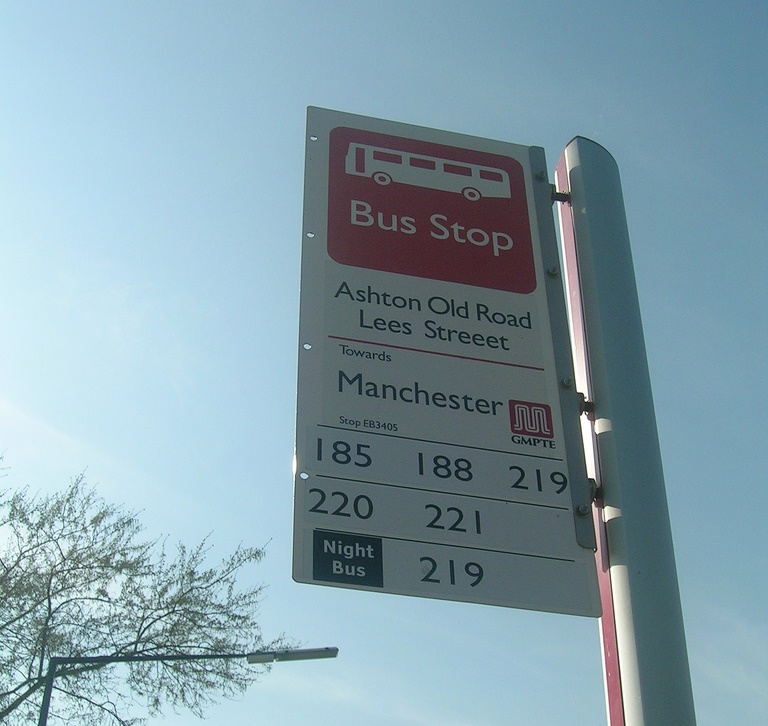 Bus Stop
Ashton Old Road
Lees Streeet
Towards
Manchester
GMPTE
Stop EB3405
185 188 219
220 221
Night
Bus
219